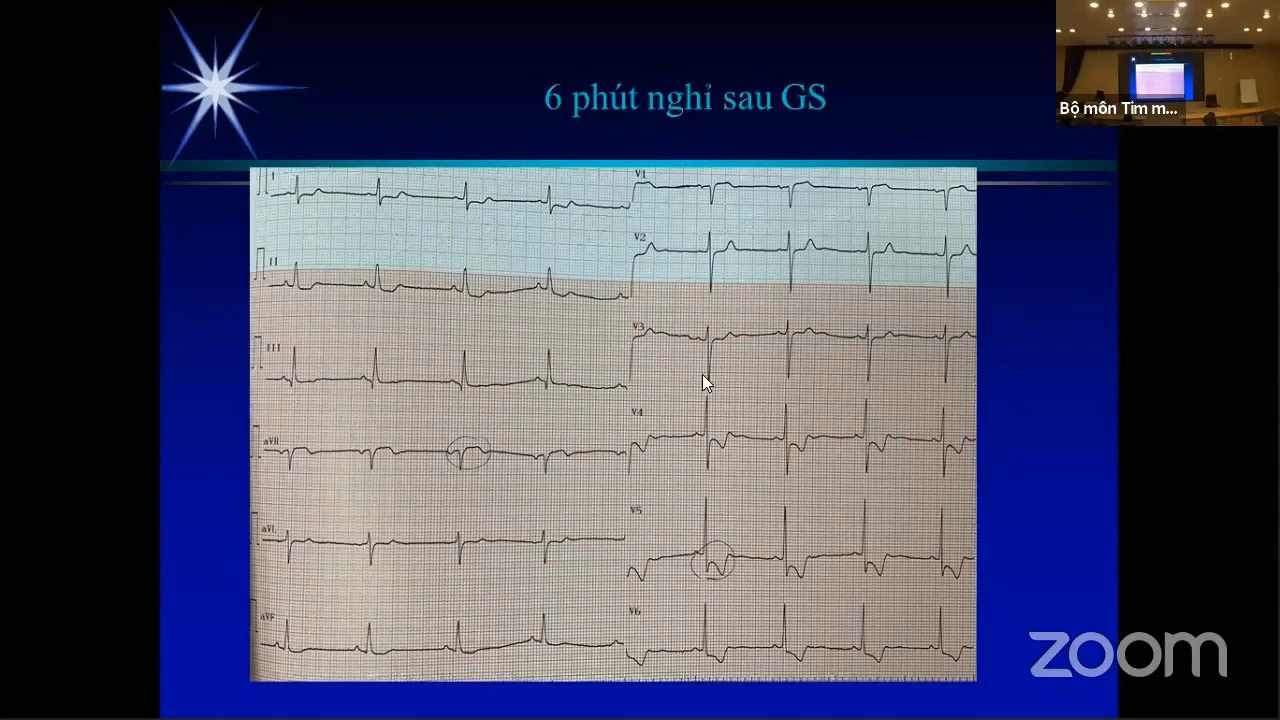 6 phút nghỉ sau GS
Bộ môn Tim m...
I
V1
II
V2
III
V3
aVR
V4
aVL
V5
aVF
V6
zoom